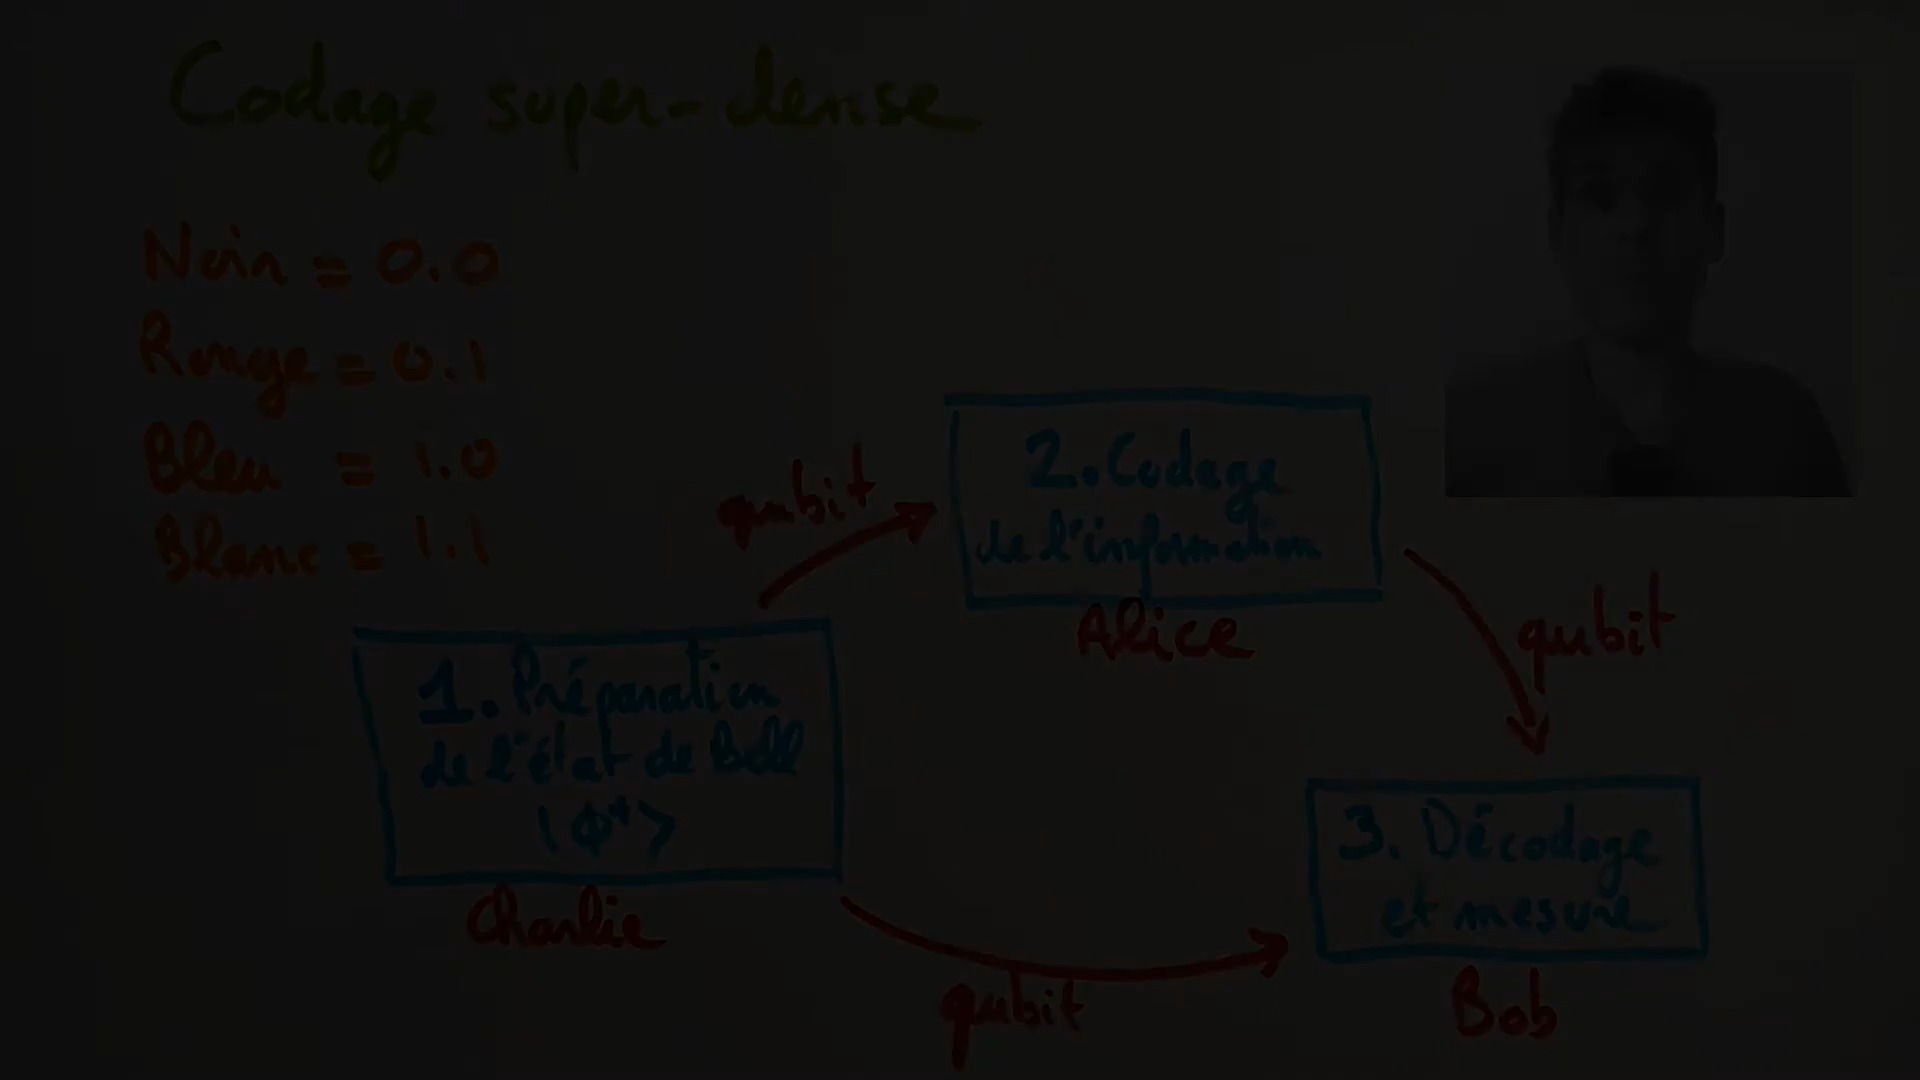 Codage super-dense
Noir = 0.0
Rouge = 0.1
Bleu = 1.0
Blanc = 1.1
qubit
2. Codage
de l'information
Alice
qubit
1. Préparation
de l'état de Bell
|Φ+>
Charlie
qubit
3. Décodage
et mesure
Bob